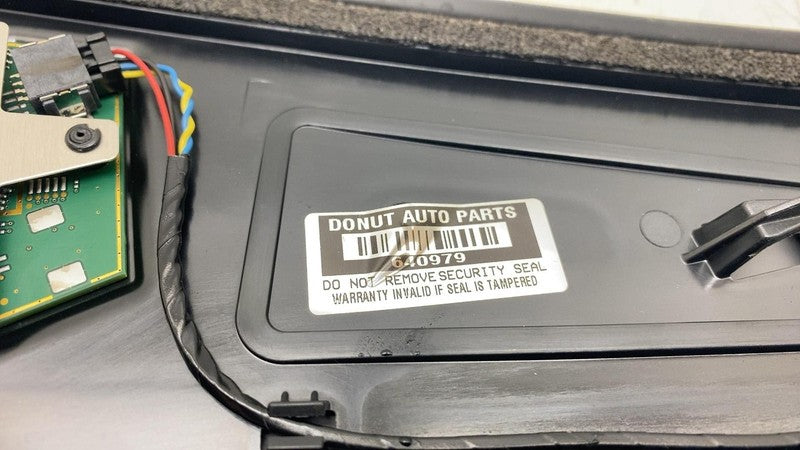 DONUT AUTO PARTS
640979
DO NOT REMOVE SECURITY SEAL
WARRANTY INVALID IF SEAL IS TAMPERED